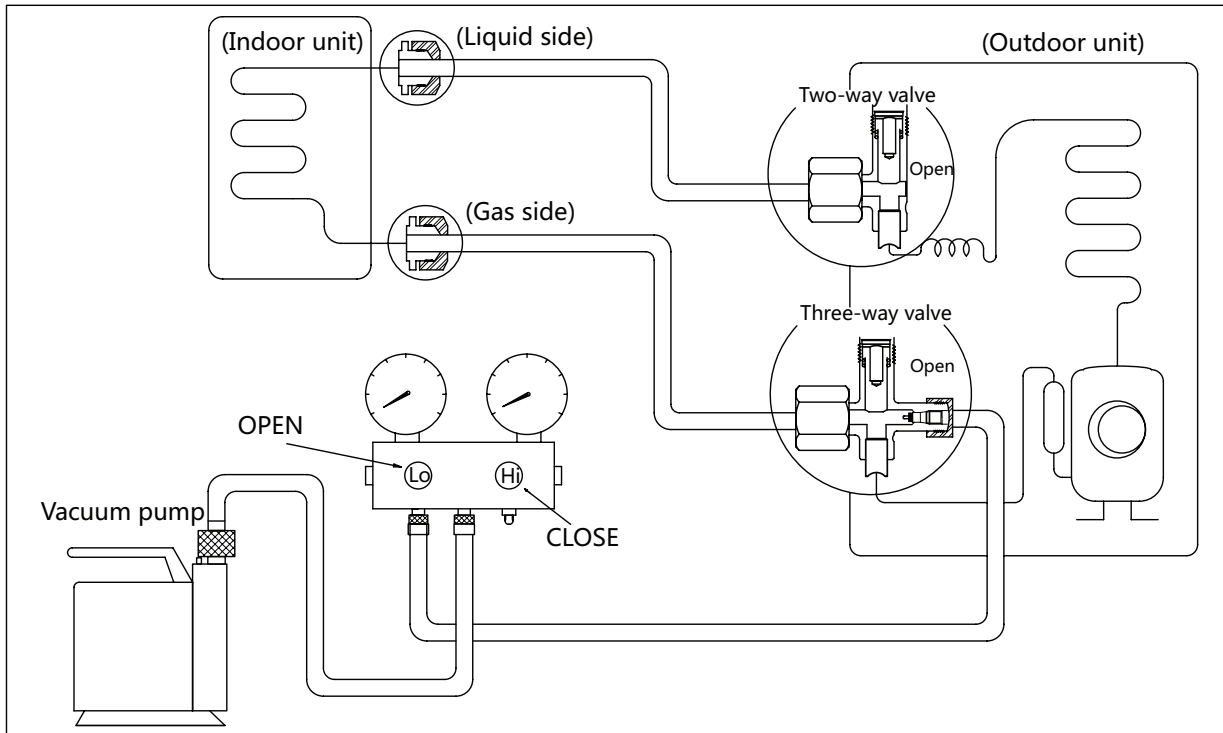 (Indoor unit)
(Liquid side)
(Outdoor unit)
Two-way valve
Open
(Gas side)
Three-way valve
Open
OPEN
Lo
Hi
CLOSE
Vacuum pump